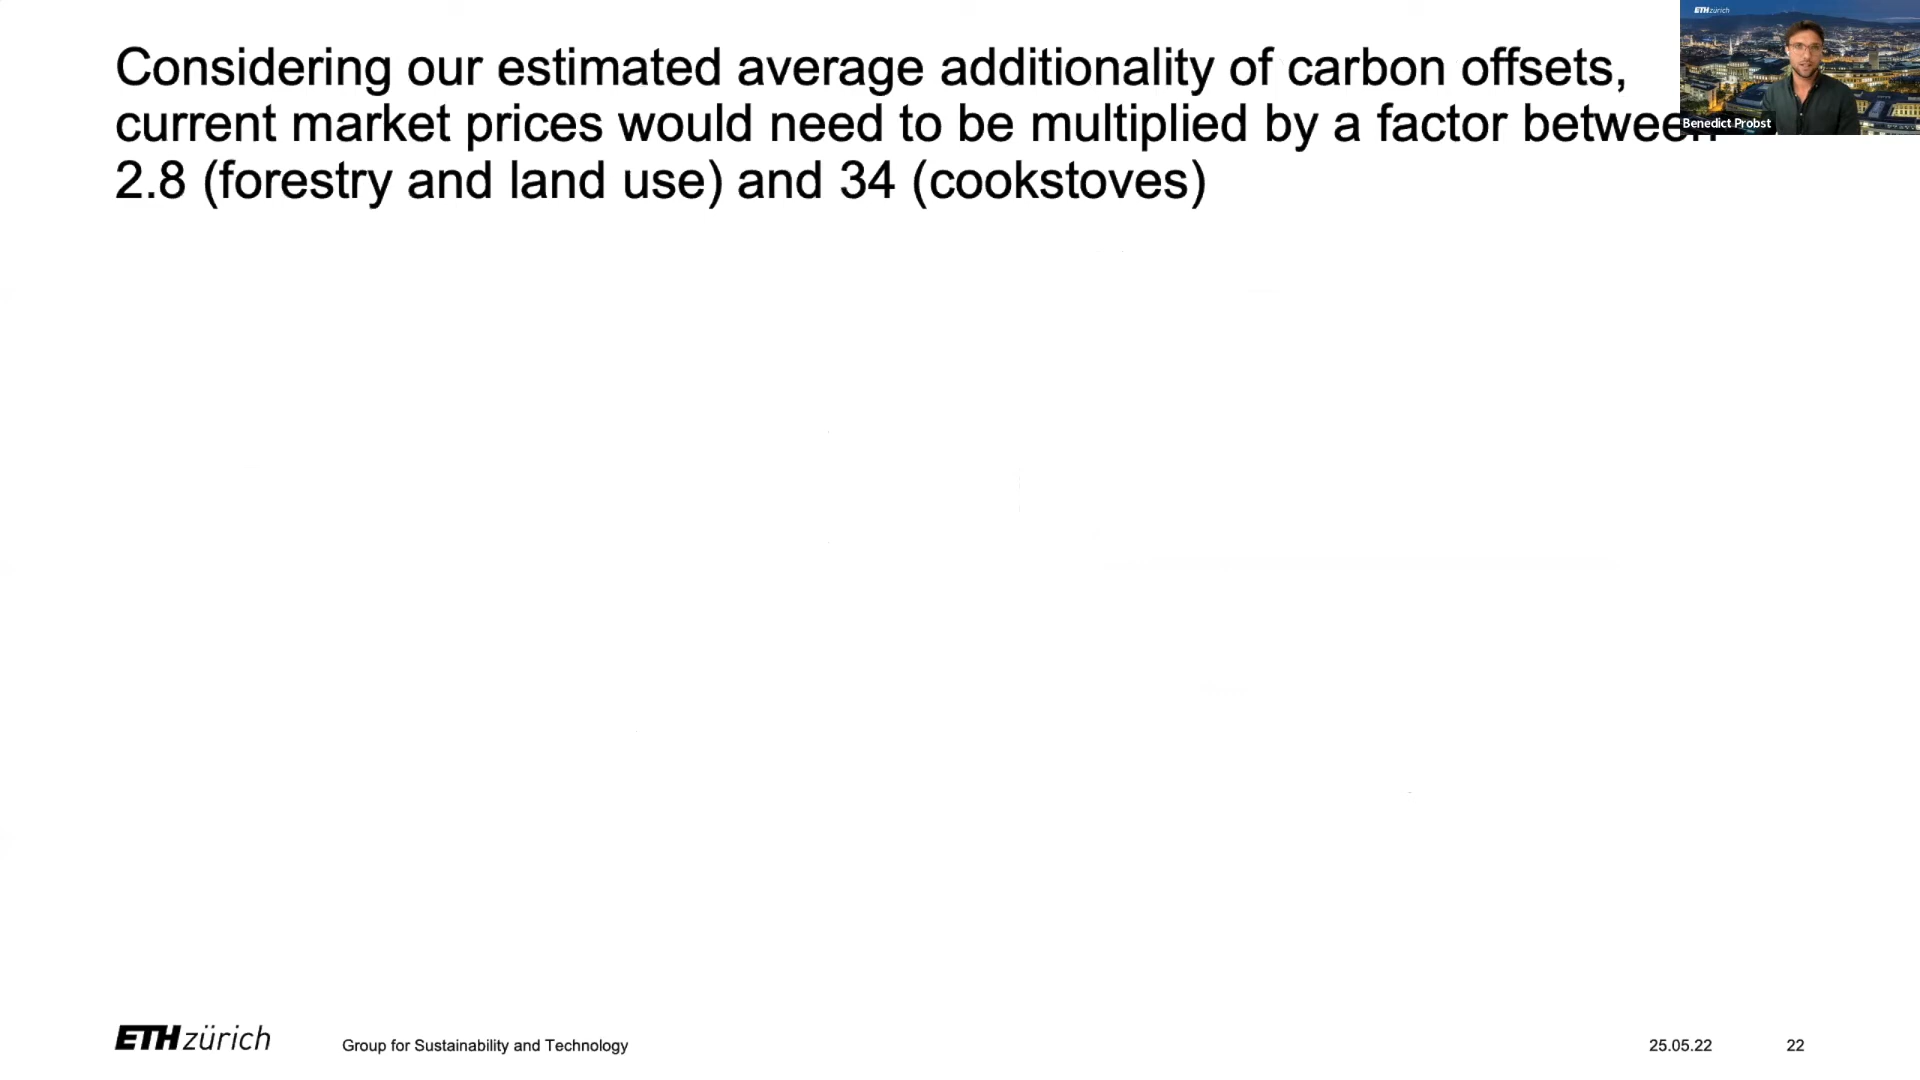 Considering our estimated average additionality of carbon offsets,
current market prices would need to be multiplied by a factor between
2.8 (forestry and land use) and 34 (cookstoves)
ETH zürich
Benedict Probst
ETH zürich
Group for Sustainability and Technology
25.05.22
22